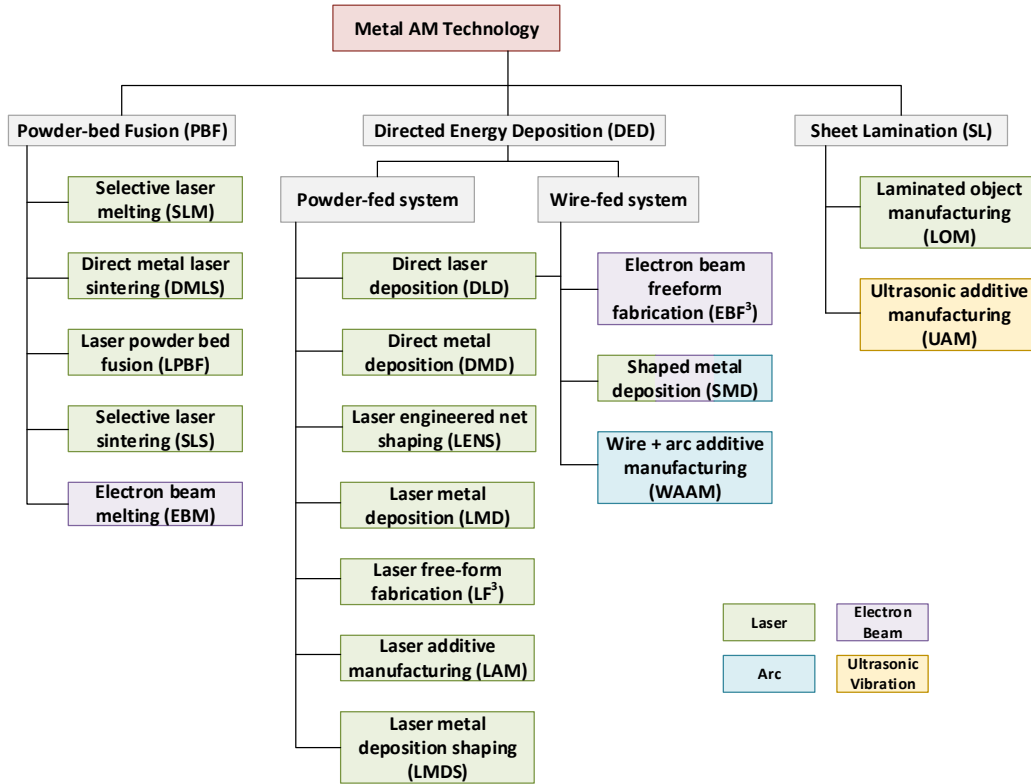 Metal AM Technology
Powder-bed Fusion (PBF)
Selective laser
melting (SLM)
Direct metal laser
sintering (DMLS)
Laser powder bed
fusion (LPBF)
Selective laser
sintering (SLS)
Electron beam
melting (EBM)
Directed Energy Deposition (DED)
Powder-fed system
Direct laser
deposition (DLD)
Direct metal
deposition (DMD)
Laser engineered net
shaping (LENS)
Laser metal
deposition (LMD)
Laser free-form
fabrication (LF³)
Laser additive
manufacturing (LAM)
Laser metal
deposition shaping
(LMDS)
Wire-fed system
Electron beam
freeform
fabrication (EBF³)
Shaped metal
deposition (SMD)
Wire + arc additive
manufacturing
(WAAM)
Sheet Lamination (SL)
Laminated object
manufacturing
(LOM)
Ultrasonic additive
manufacturing
(UAM)
Laser
Electron
Beam
Arc
Ultrasonic
Vibration